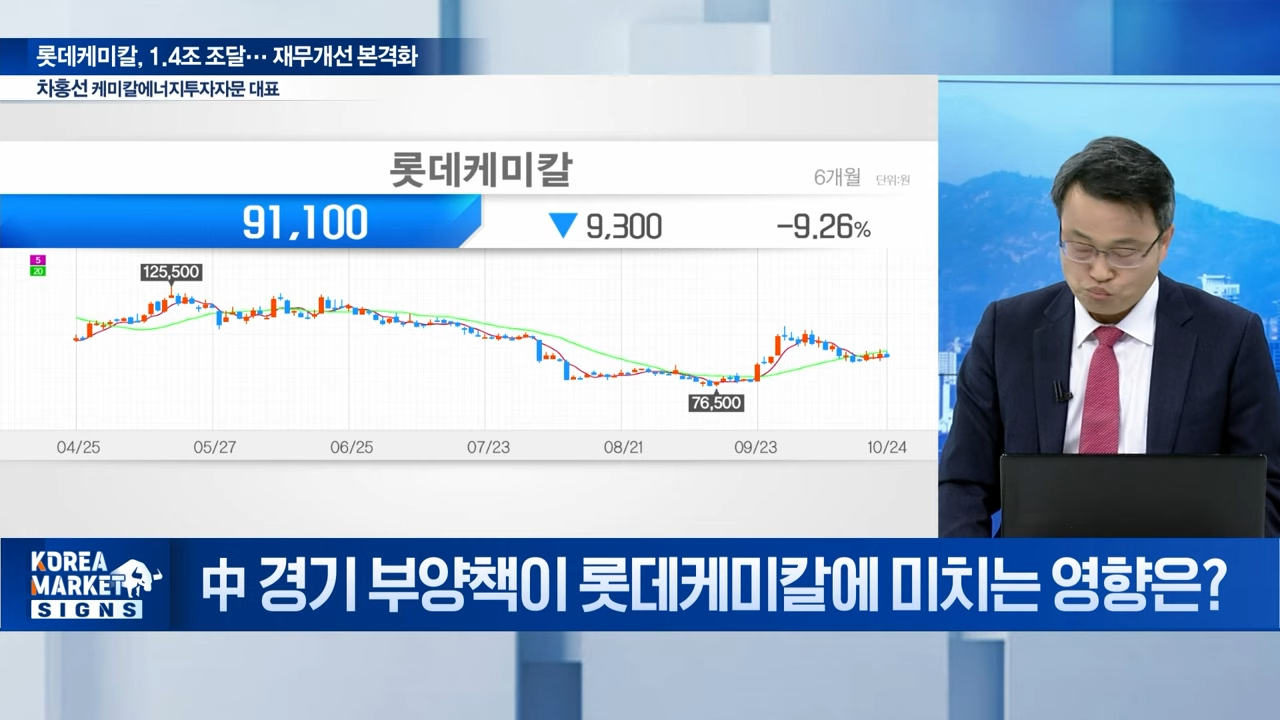 롯데케미칼, 1.4조 조달… 재무개선 본격화
차홍선 케미칼에너지투자자문 대표
롯데케미칼
6개월 단위:원
91,100 ▼ 9,300 -9.26%
5
20
125,500
76,500
04/25 05/27 06/25 07/23 08/21 09/23 10/24
KOREA
MARKET
SIGNS
中 경기 부양책이 롯데케미칼에 미치는 영향은?